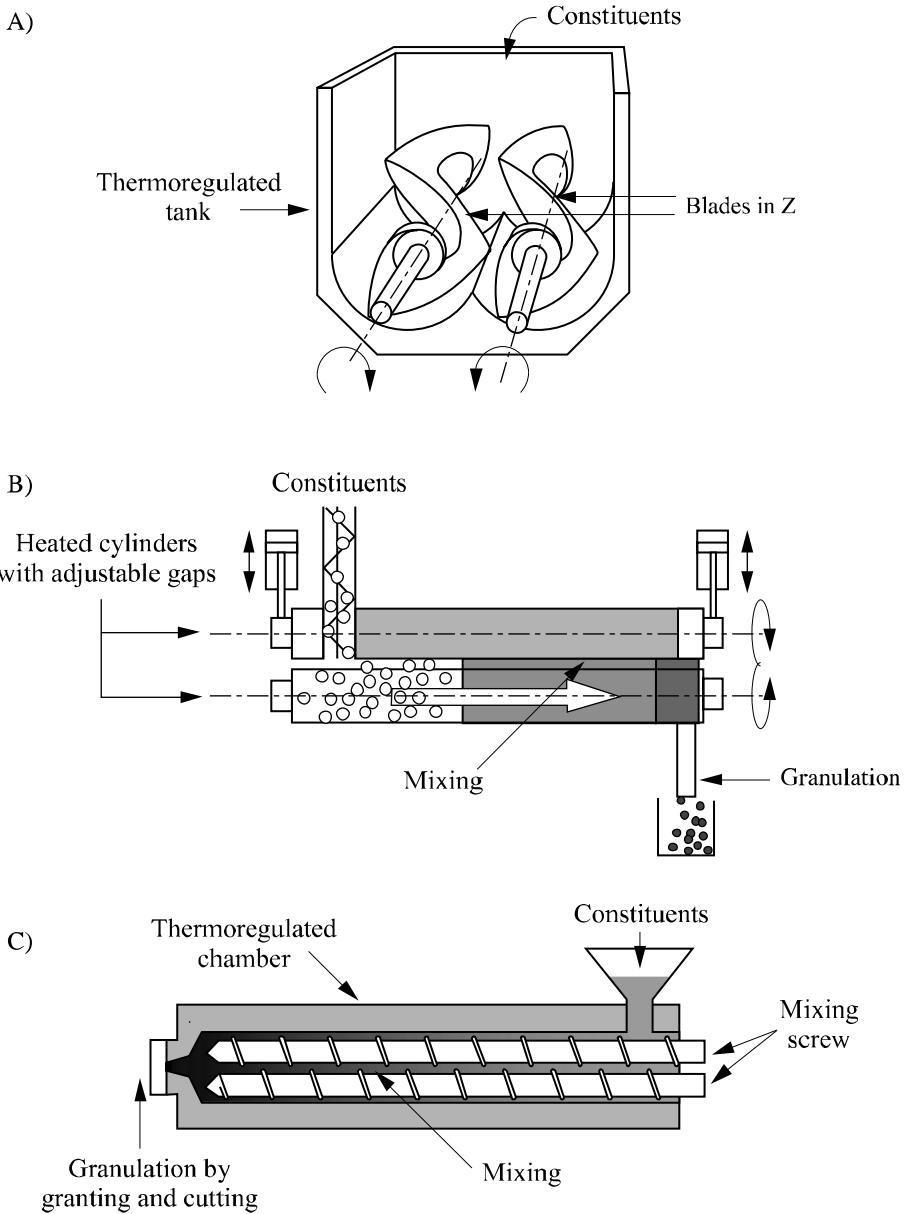 A)
Constituents
Thermoregulated
tank
Blades in Z
B)
Constituents
Heated cylinders
with adjustable gaps
Mixing
Granulation
C)
Constituents
Thermoregulated
chamber
Mixing
screw
Mixing
Granulation by
granting and cutting